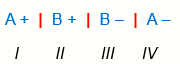 A + | B + | B – | A –
I II III IV